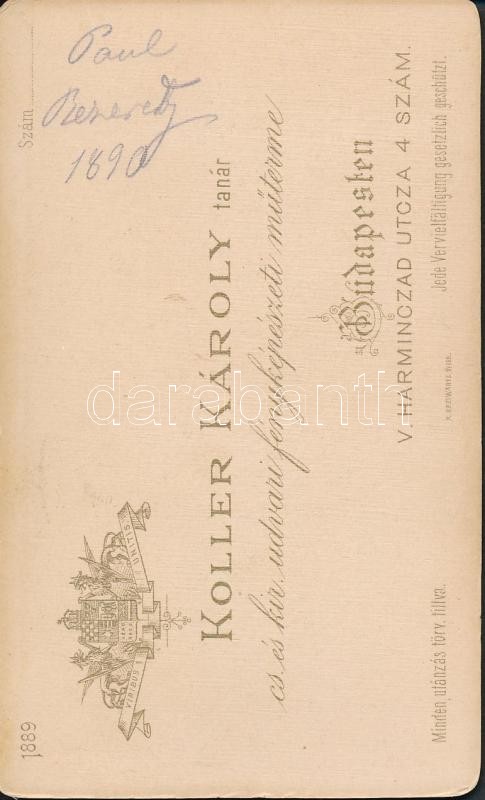 1889
Szám
Paul
1890
VIRIBUS UNITIS
KOLLER KÁROLY tanár
cs. és kir. udvari fényképészeti műterme
Budapesten
V. HARMINCZAD UTCZA 4 SZÁM.
Minden utánzás törv. tiltva.
Jede Vervielfältigung gesetzlich geschützt.
darabanth